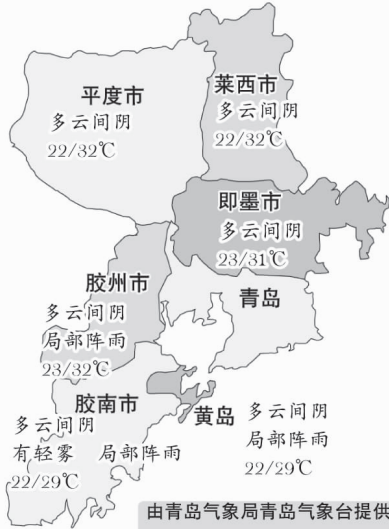 平度市
多云间阴
22/32℃
莱西市
多云间阴
22/32℃
即墨市
多云间阴
23/31℃
胶州市
多云间阴
局部阵雨
23/32℃
青岛
胶南市
多云间阴
有轻雾 局部阵雨
22/29℃
黄岛
多云间阴
局部阵雨
22/29℃
由青岛气象局青岛气象台提供